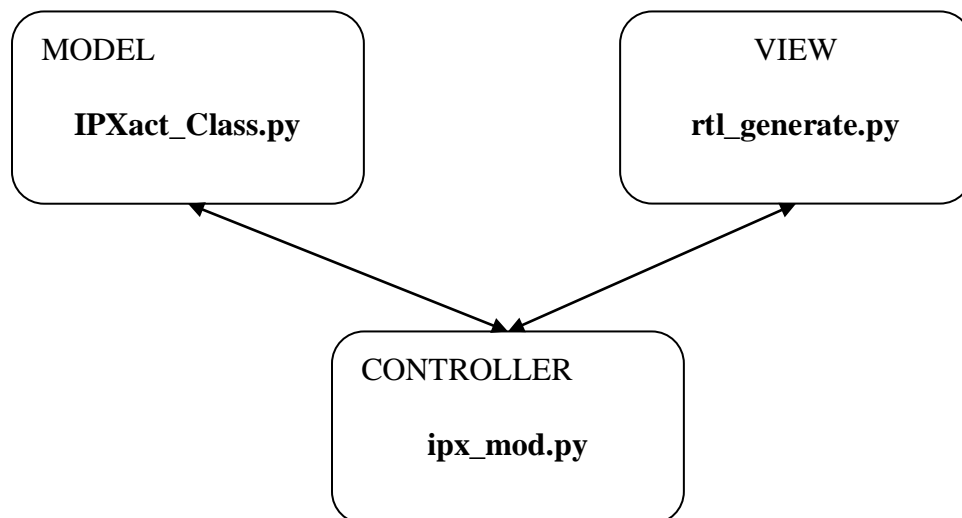 MODEL
IPXact_Class.py
VIEW
rtl_generate.py
CONTROLLER
ipx_mod.py